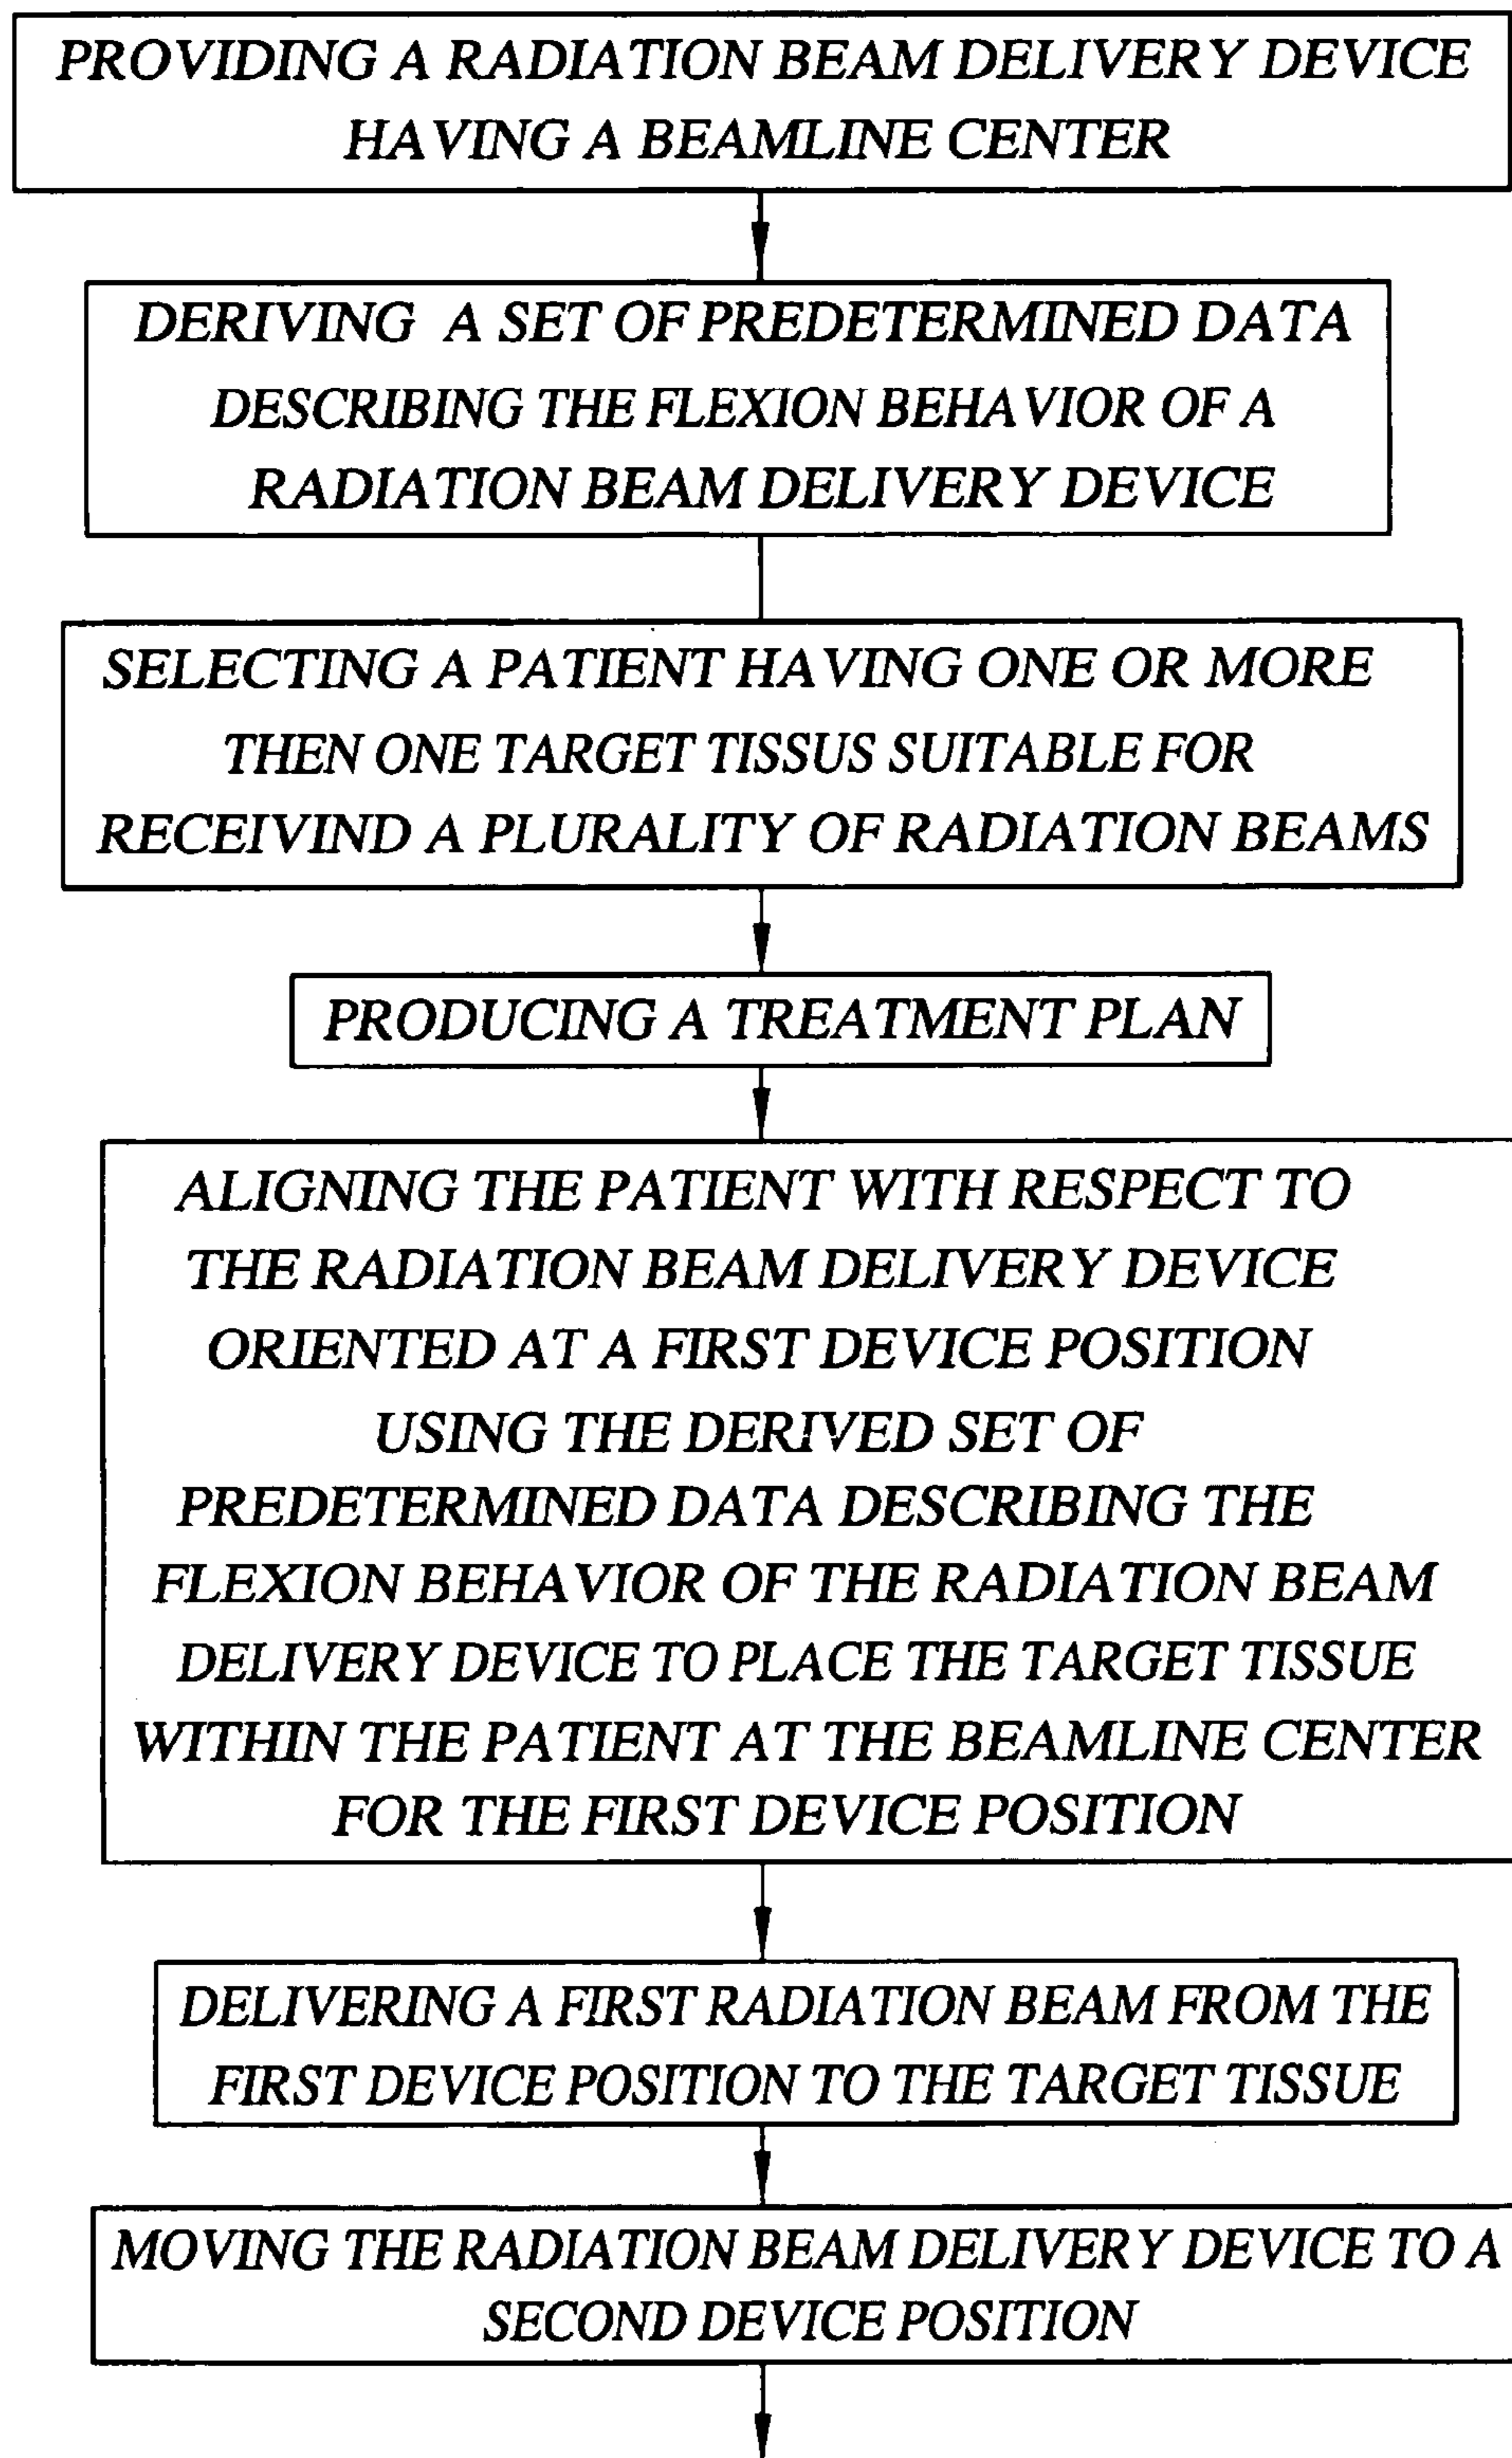 PROVIDING A RADIATION BEAM DELIVERY DEVICE
HAVING A BEAMLINE CENTER
DERIVING A SET OF PREDETERMINED DATA
DESCRIBING THE FLEXION BEHAVIOR OF A
RADIATION BEAM DELIVERY DEVICE
SELECTING A PATIENT HAVING ONE OR MORE
THEN ONE TARGET TISSUS SUITABLE FOR
RECEIVIND A PLURALITY OF RADIATION BEAMS
PRODUCING A TREATMENT PLAN
ALIGNING THE PATIENT WITH RESPECT TO
THE RADIATION BEAM DELIVERY DEVICE
ORIENTED AT A FIRST DEVICE POSITION
USING THE DERIVED SET OF
PREDETERMINED DATA DESCRIBING THE
FLEXION BEHAVIOR OF THE RADIATION BEAM
DELIVERY DEVICE TO PLACE THE TARGET TISSUE
WITHIN THE PATIENT AT THE BEAMLINE CENTER
FOR THE FIRST DEVICE POSITION
DELIVERING A FIRST RADIATION BEAM FROM THE
FIRST DEVICE POSITION TO THE TARGET TISSUE
MOVING THE RADIATION BEAM DELIVERY DEVICE TO A
SECOND DEVICE POSITION